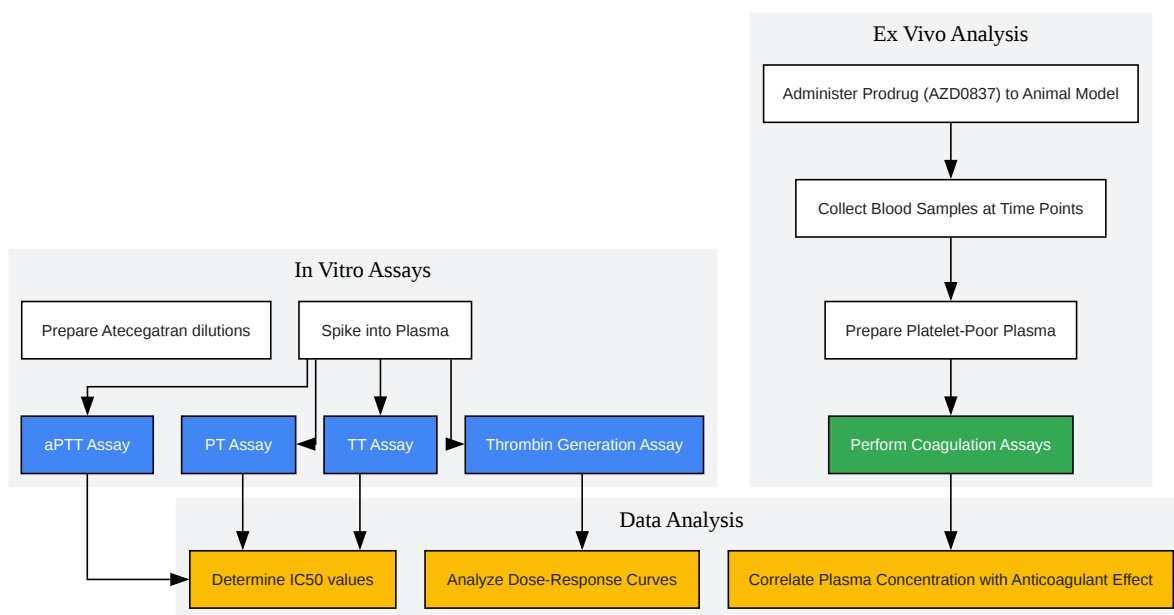 Ex Vivo Analysis
Administer Prodrug (AZD0837) to Animal Model
Collect Blood Samples at Time Points
In Vitro Assays
Prepare Atecegatran dilutions
Spike into Plasma
Prepare Platelet-Poor Plasma
aPTT Assay
PT Assay
TT Assay
Thrombin Generation Assay
Perform Coagulation Assays
Data Analysis
Determine IC50 values
Analyze Dose-Response Curves
Correlate Plasma Concentration with Anticoagulant Effect